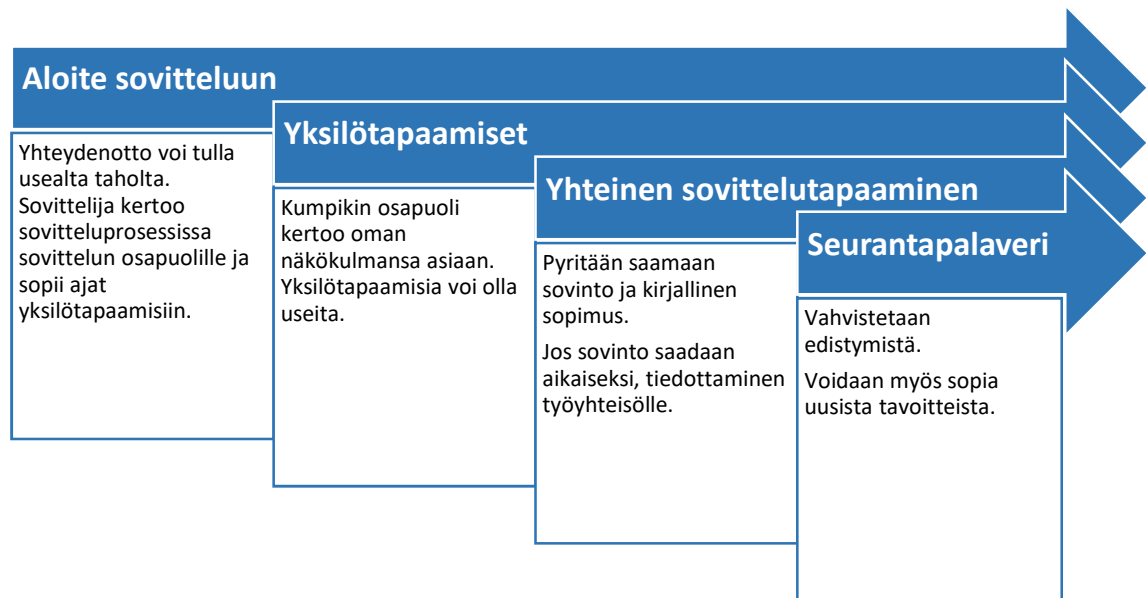 Aloite sovitteluun
Yhteydenotto voi tulla
usealta taholta.
Sovittelija kertoo
sovitteluprosessissa
sovittelun osapuolille ja
sopii ajat
yksilötapaamisiin.
Yksilötapaamiset
Kumpikin osapuoli
kertoo oman
näkökulmansa asiaan.
Yksilötapaamisia voi olla
useita.
Yhteinen sovittelutapaaminen
Pyritään saamaan
sovinto ja kirjallinen
sopimus.
Jos sovinto saadaan
aikaiseksi, tiedottaminen
työyhteisölle.
Seurantapalaveri
Vahvistetaan
edistymistä.
Voidaan myös sopia
uusista tavoitteista.